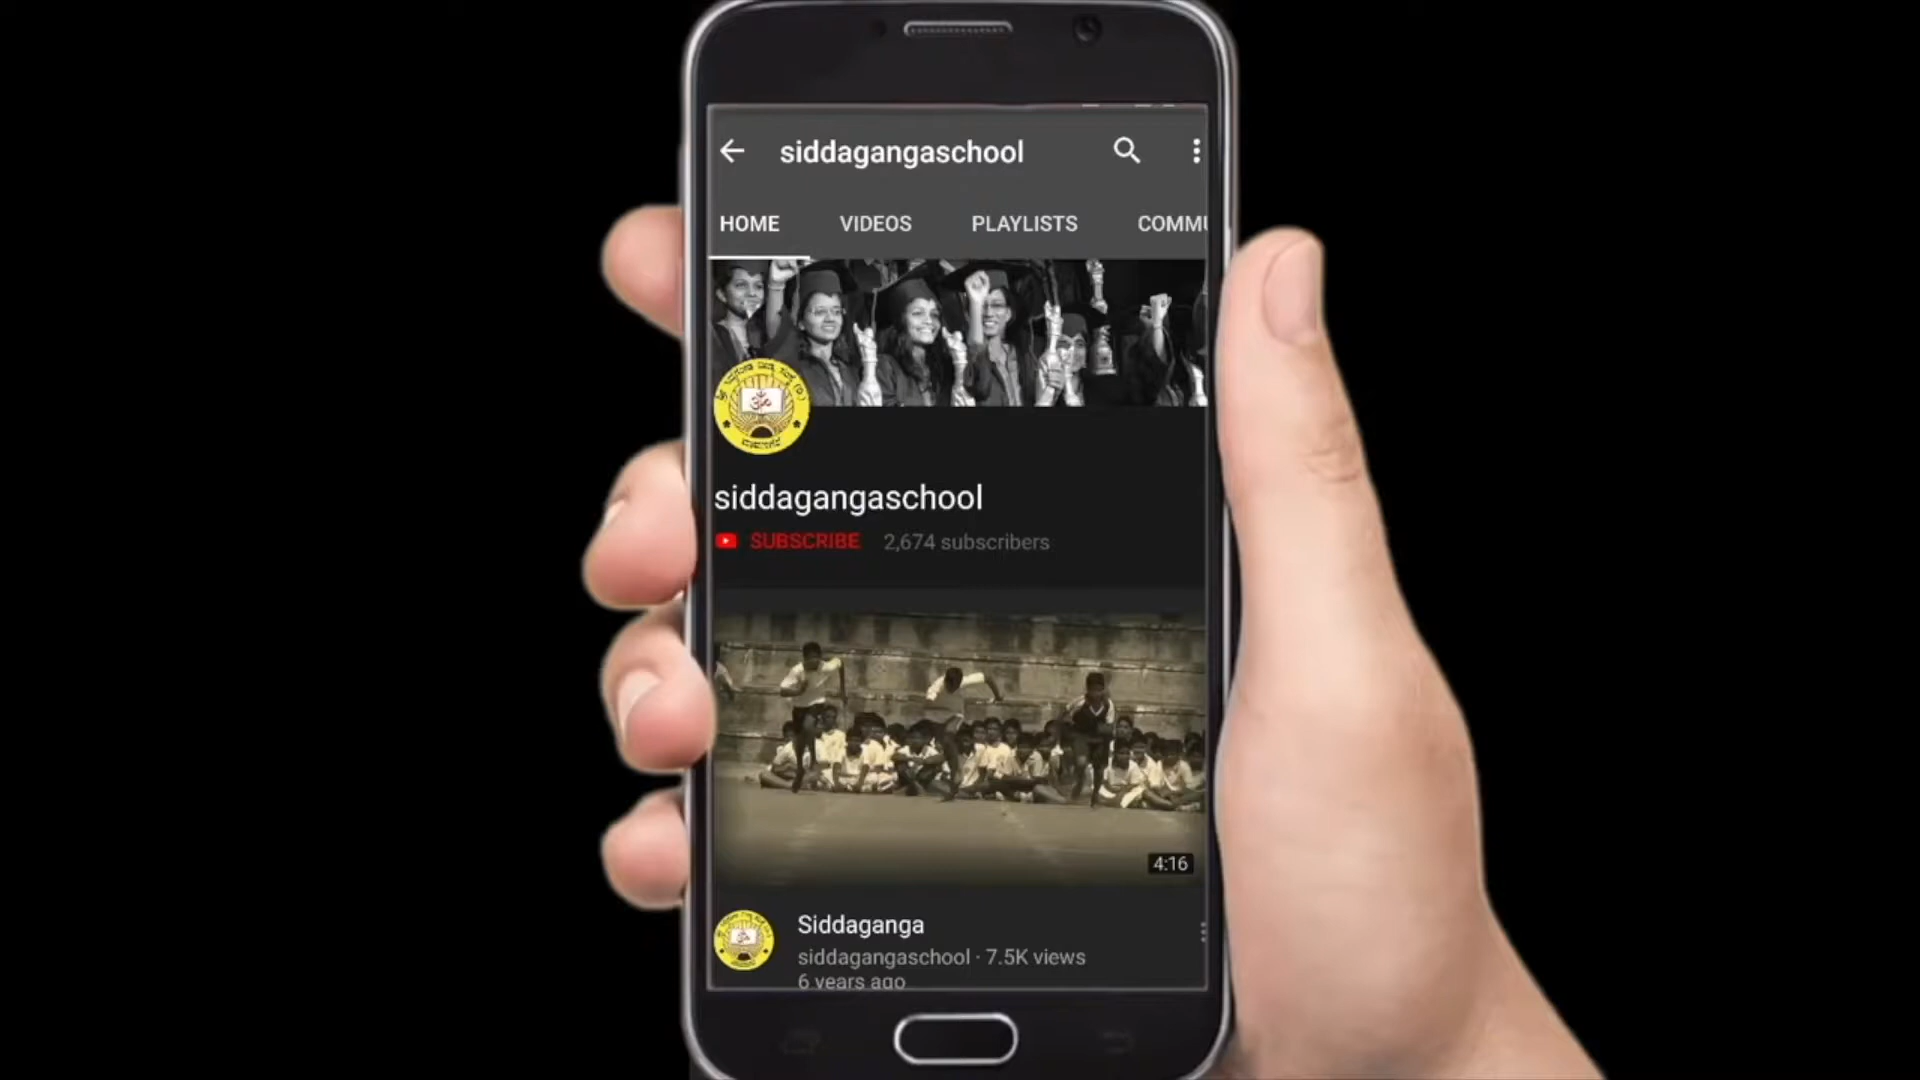 siddagangaschool
HOME VIDEOS PLAYLISTS COMMU
siddagangaschool
SUBSCRIBE 2,674 subscribers
4:16
Siddaganga
siddagangaschool · 7.5K views
6 years ago